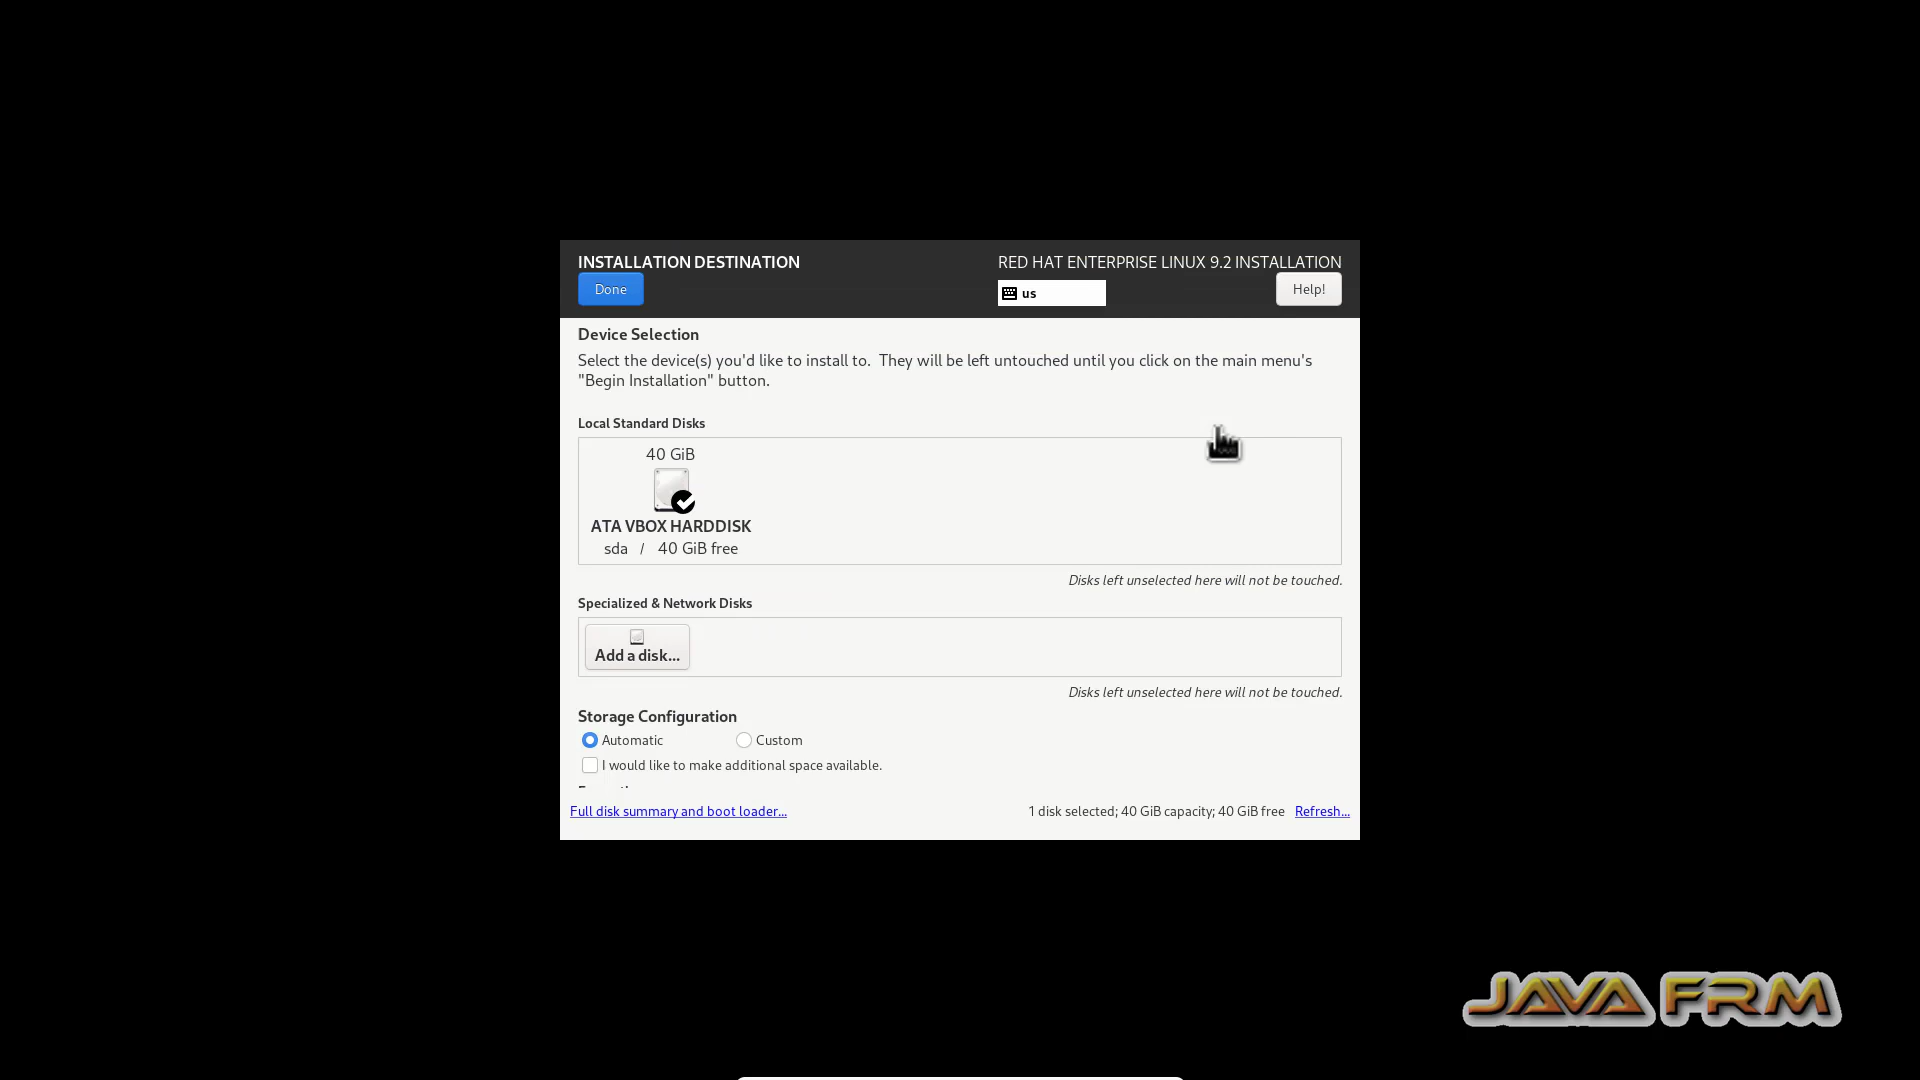 INSTALLATION DESTINATION
RED HAT ENTERPRISE LINUX 9.2 INSTALLATION
Done
us
Help!
Device Selection
Select the device(s) you'd like to install to.  They will be left untouched until you click on the main menu's
"Begin Installation" button.
Local Standard Disks
40 GiB
ATA VBOX HARDDISK
sda / 40 GiB free
Disks left unselected here will not be touched.
Specialized & Network Disks
Add a disk...
Disks left unselected here will not be touched.
Storage Configuration
Automatic
Custom
I would like to make additional space available.
Full disk summary and boot loader...
1 disk selected; 40 GiB capacity; 40 GiB free
Refresh...
JAVA FRM